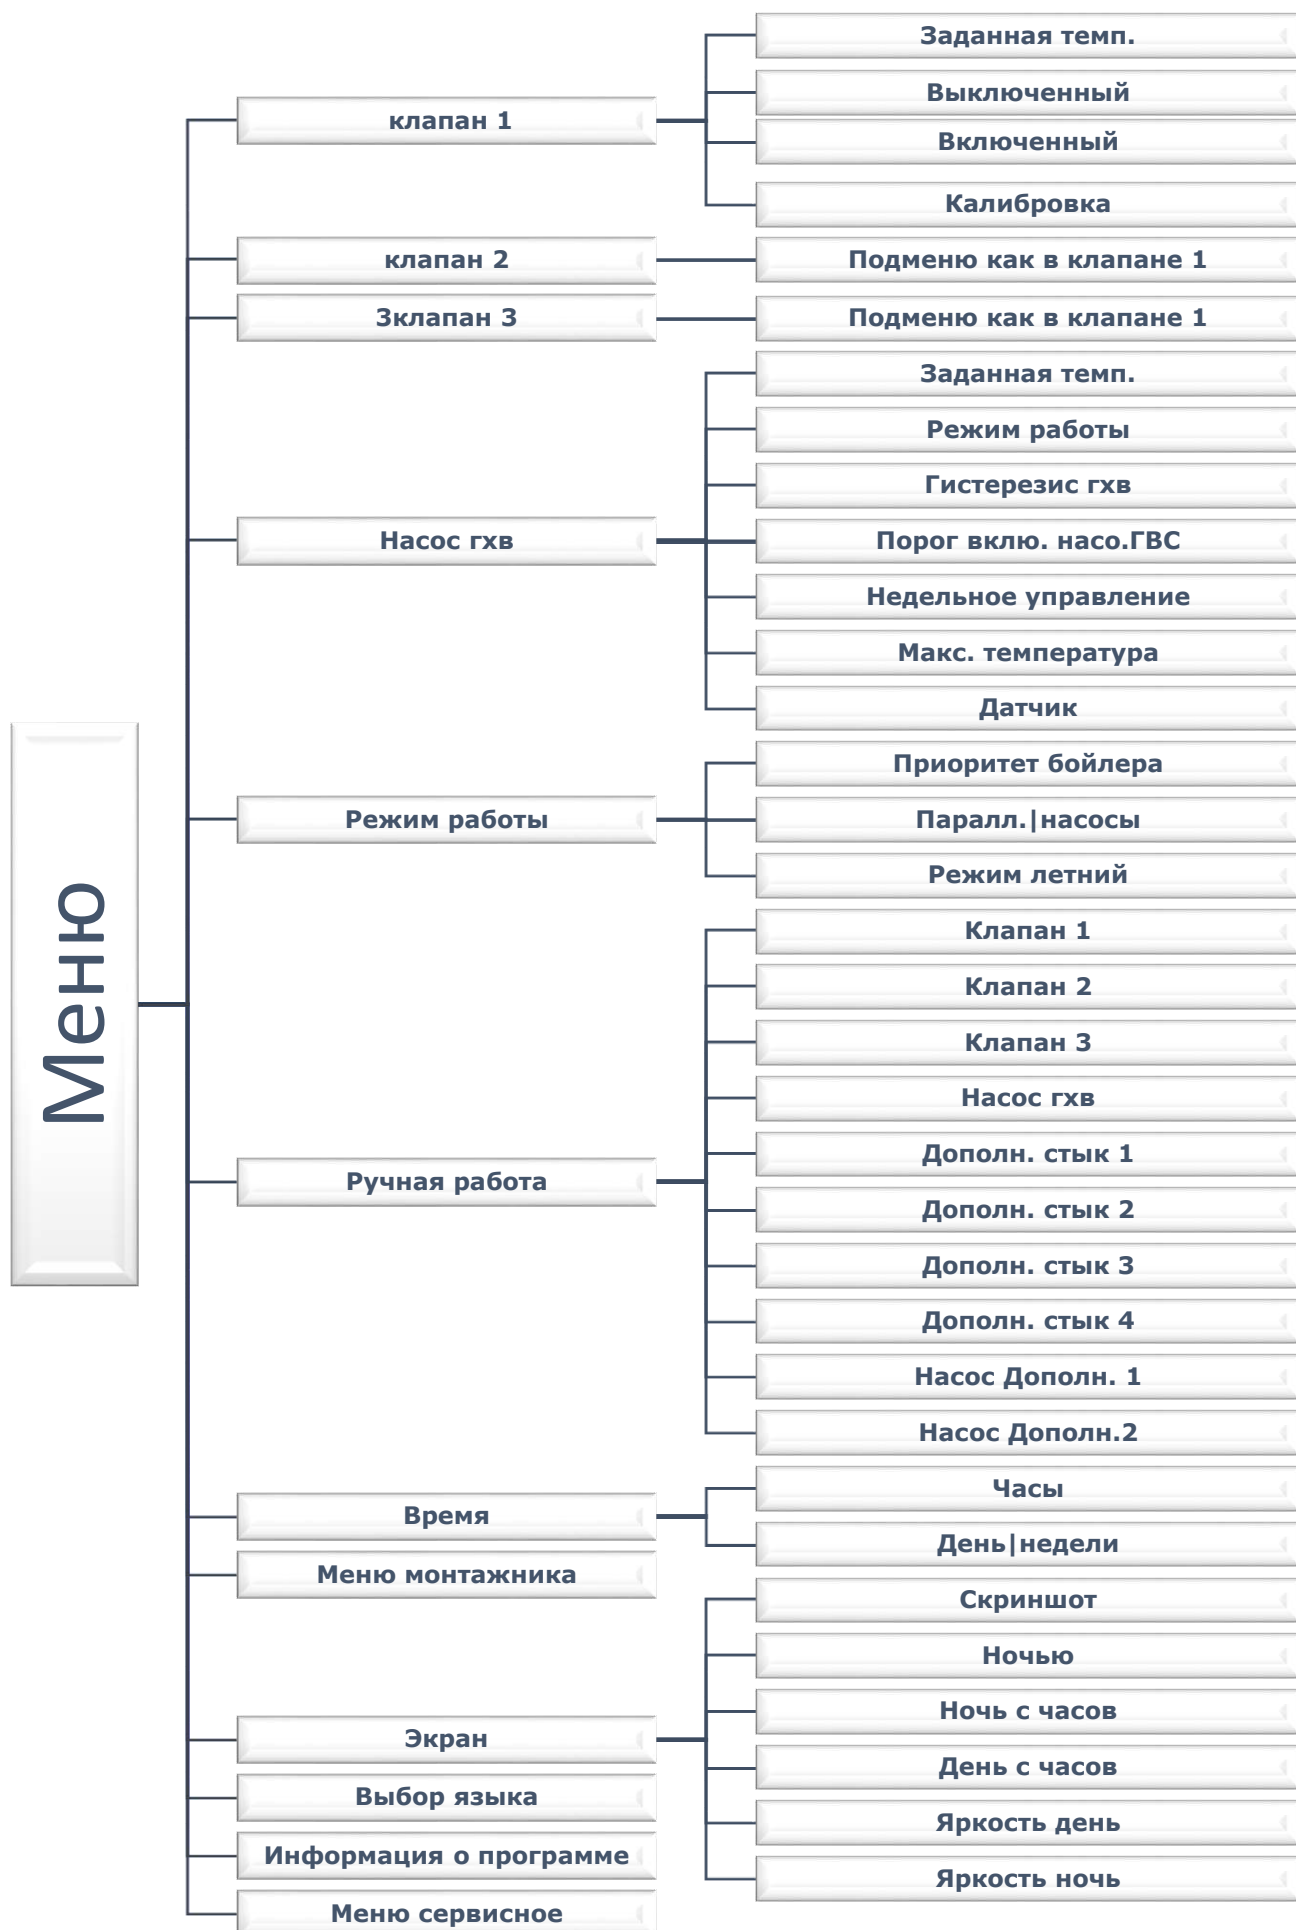 Меню
клапан 1
Заданная темп.
Выключенный
Включенный
Калибровка
клапан 2
Подменю как в клапане 1
3клапан 3
Подменю как в клапане 1
Насос гхв
Заданная темп.
Режим работы
Гистерезис гхв
Порог вклю. насо.ГВС
Недельное управление
Макс. температура
Датчик
Режим работы
Приоритет бойлера
Паралл.|насосы
Режим летний
Ручная работа
Клапан 1
Клапан 2
Клапан 3
Насос гхв
Дополн. стык 1
Дополн. стык 2
Дополн. стык 3
Дополн. стык 4
Насос Дополн. 1
Насос Дополн.2
Время
Часы
День|недели
Меню монтажника
Экран
Скриншот
Ночью
Ночь с часов
День с часов
Яркость день
Яркость ночь
Выбор языка
Информация о программе
Меню сервисное